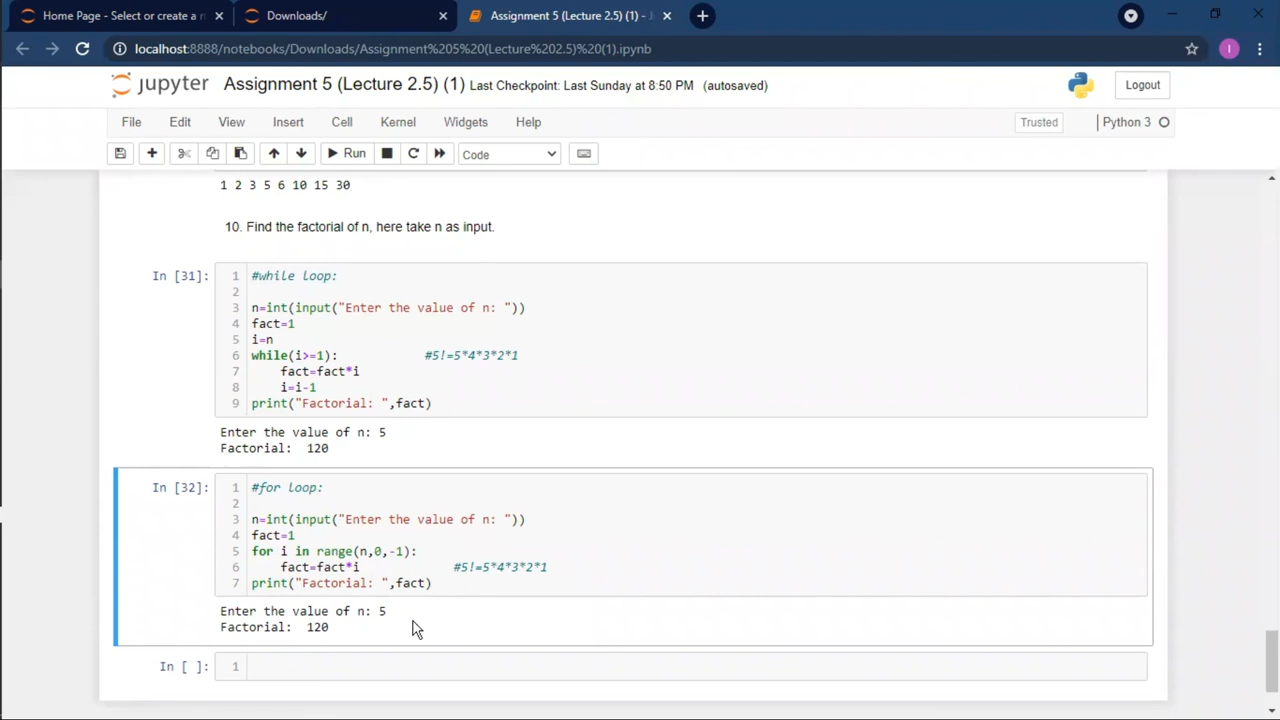 Home Page - Select or create a n
Downloads/
Assignment 5 (Lecture 2.5) (1) - J
localhost:8888/notebooks/Downloads/Assignment%205%20(Lecture%202.5)%20(1).ipynb
I
jupyter Assignment 5 (Lecture 2.5) (1) Last Checkpoint: Last Sunday at 8:50 PM (autosaved)
Logout
File Edit View Insert Cell Kernel Widgets Help
Trusted
Python 3
Run
Code
1 2 3 5 6 10 15 30
10. Find the factorial of n, here take n as input.
In [31]:
1 #while loop:
2
3 n=int(input("Enter the value of n: "))
4 fact=1
5 i=n
6 while(i>=1): #5!=5*4*3*2*1
7 fact=fact*i
8 i=i-1
9 print("Factorial: ",fact)
Enter the value of n: 5
Factorial: 120
In [32]:
1 #for loop:
2
3 n=int(input("Enter the value of n: "))
4 fact=1
5 for i in range(n,0,-1):
6 fact=fact*i #5!=5*4*3*2*1
7 print("Factorial: ",fact)
Enter the value of n: 5
Factorial: 120
In [ ]:
1